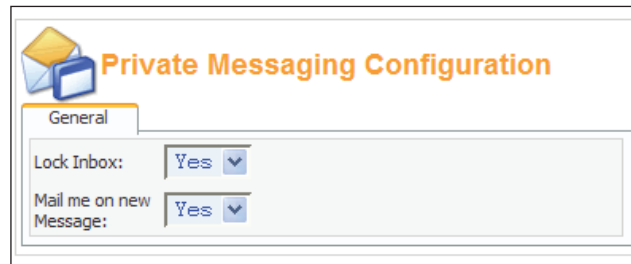 Private Messaging Configuration
General
Lock Inbox: Yes
Mail me on new
Message: Yes